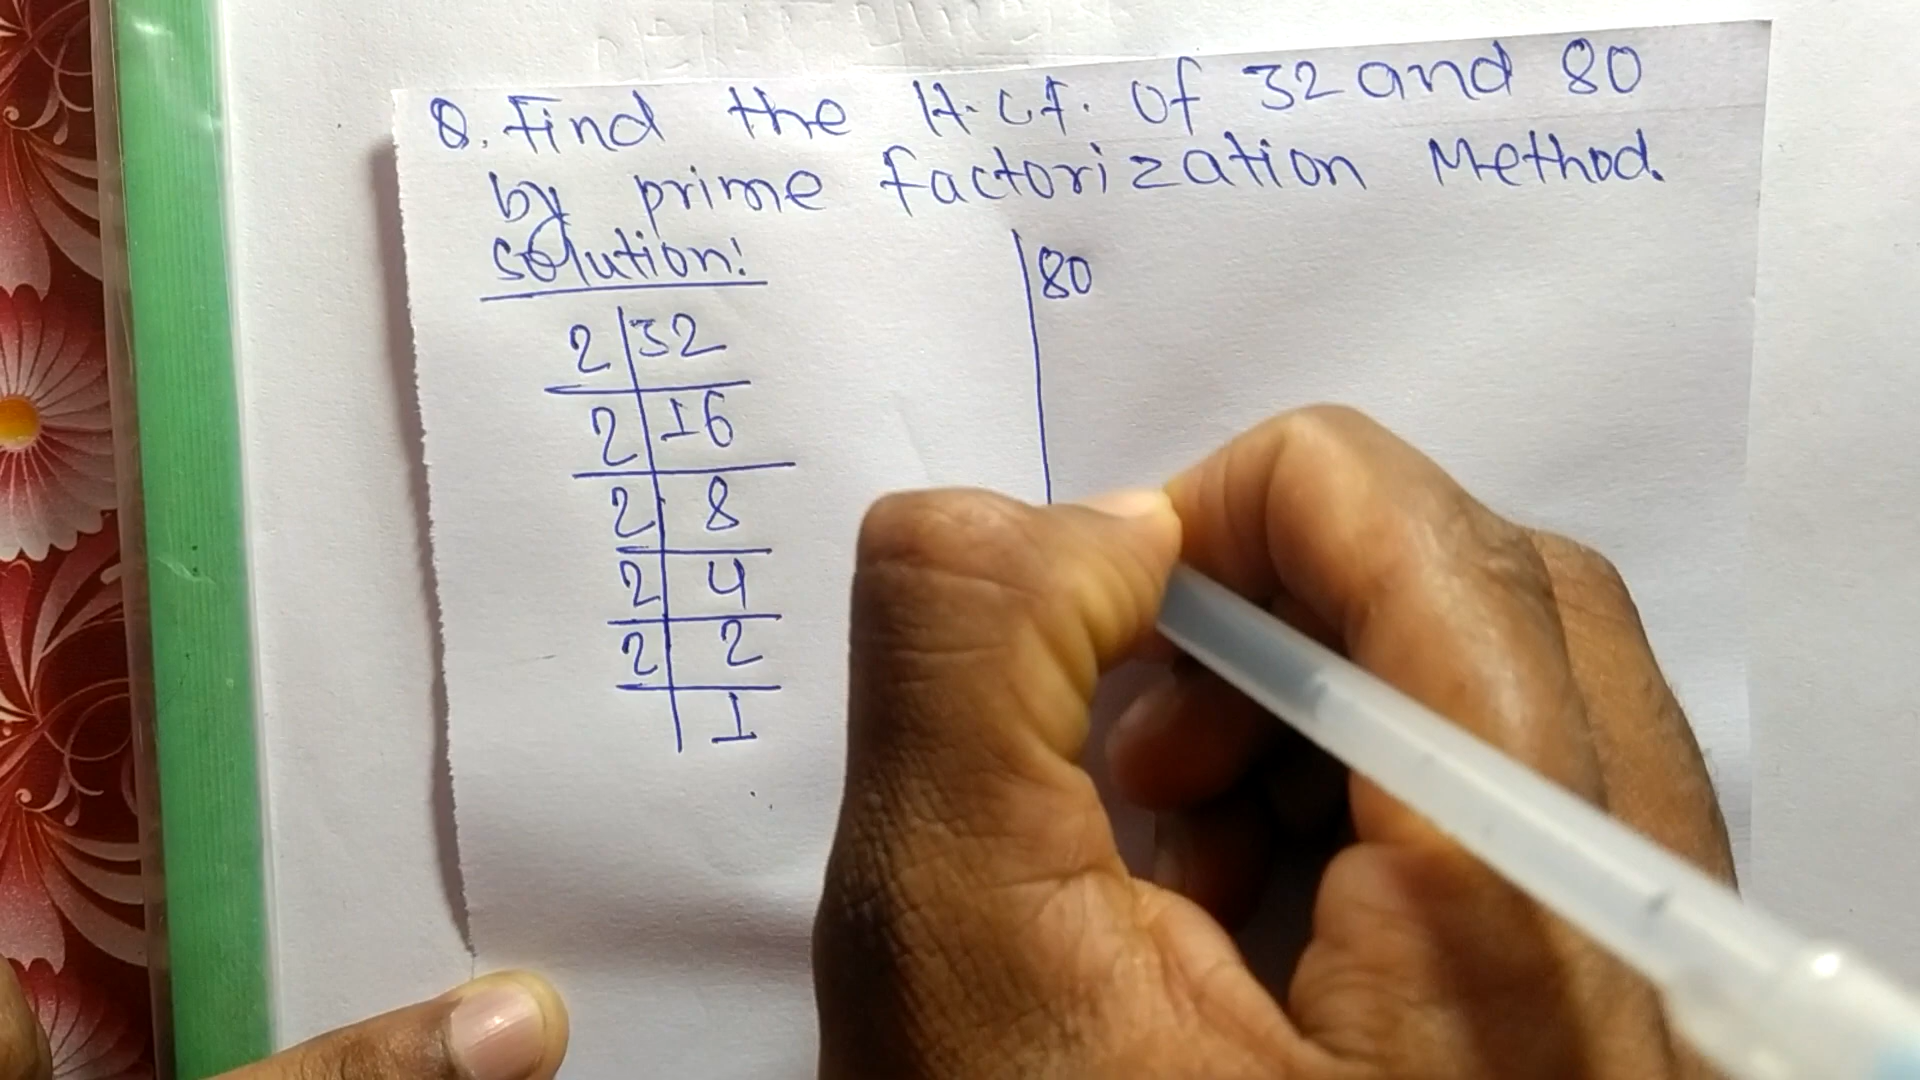 Q. Find the H.C.F. of 32 and 80
by prime factorization Method.
solution:
2 32
2 16
2 8
2 4
2 2
1
80